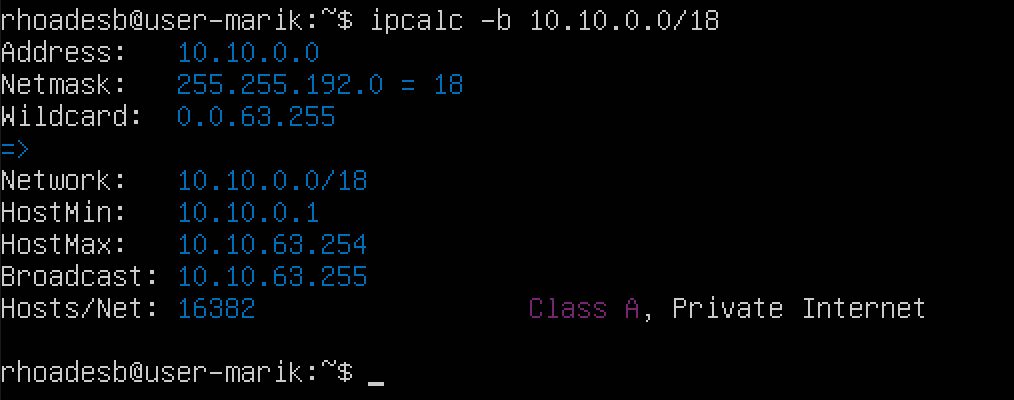 rhoadesb@user-marik:~$ ipcalc -b 10.10.0.0/18
Address:   10.10.0.0
Netmask:   255.255.192.0 = 18
Wildcard:  0.0.63.255
=>
Network:   10.10.0.0/18
HostMin:   10.10.0.1
HostMax:   10.10.63.254
Broadcast: 10.10.63.255
Hosts/Net: 16382                 Class A, Private Internet
rhoadesb@user-marik:~$ _